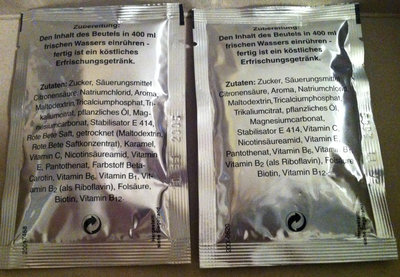 Zubereitung:
Den Inhalt des Beutels in 400 ml
frischen Wassers einrühren -
fertig ist ein köstliches
Erfrischungsgetränk.
Zutaten: Zucker, Säuerungsmittel
Citronensäure, Natriumchlorid, Aroma,
Maltodextrin, Tricalciumphosphat, Tri-
kaliumcitrat, pflanzliches Öl, Mag-
nesiumcarbonat, Stabilisator E 414,
Rote Bete Saft, getrocknet (Maltodextrin,
Rote Bete Saftkonzentrat), Karamel,
Vitamin C, Nicotinsäureamid, Vitamin
E, Pantothenat, Farbstoff Beta-
Carotin, Vitamin B6, Vitamin B1, Vit-
amin B2 (als Riboflavin), Folsäure,
Biotin, Vitamin B12.
Zubereitung:
Den Inhalt des Beutels in 400 ml
frischen Wassers einrühren -
fertig ist ein köstliches
Erfrischungsgetränk.
Zutaten: Zucker, Säuerungsmittel
Citronensäure, Aroma, Natriumchlorid,
Maltodextrin, Tricalciumphosphat,
Trikaliumcitrat, pflanzliches Öl,
Magnesiumcarbonat,
Stabilisator E 414, Vitamin C,
Nicotinsäureamid, Vitamin E,
Pantothenat, Vitamin B6, Vitamin B1,
Vitamin B2 (als Riboflavin), Folsäure,
Biotin, Vitamin B12.